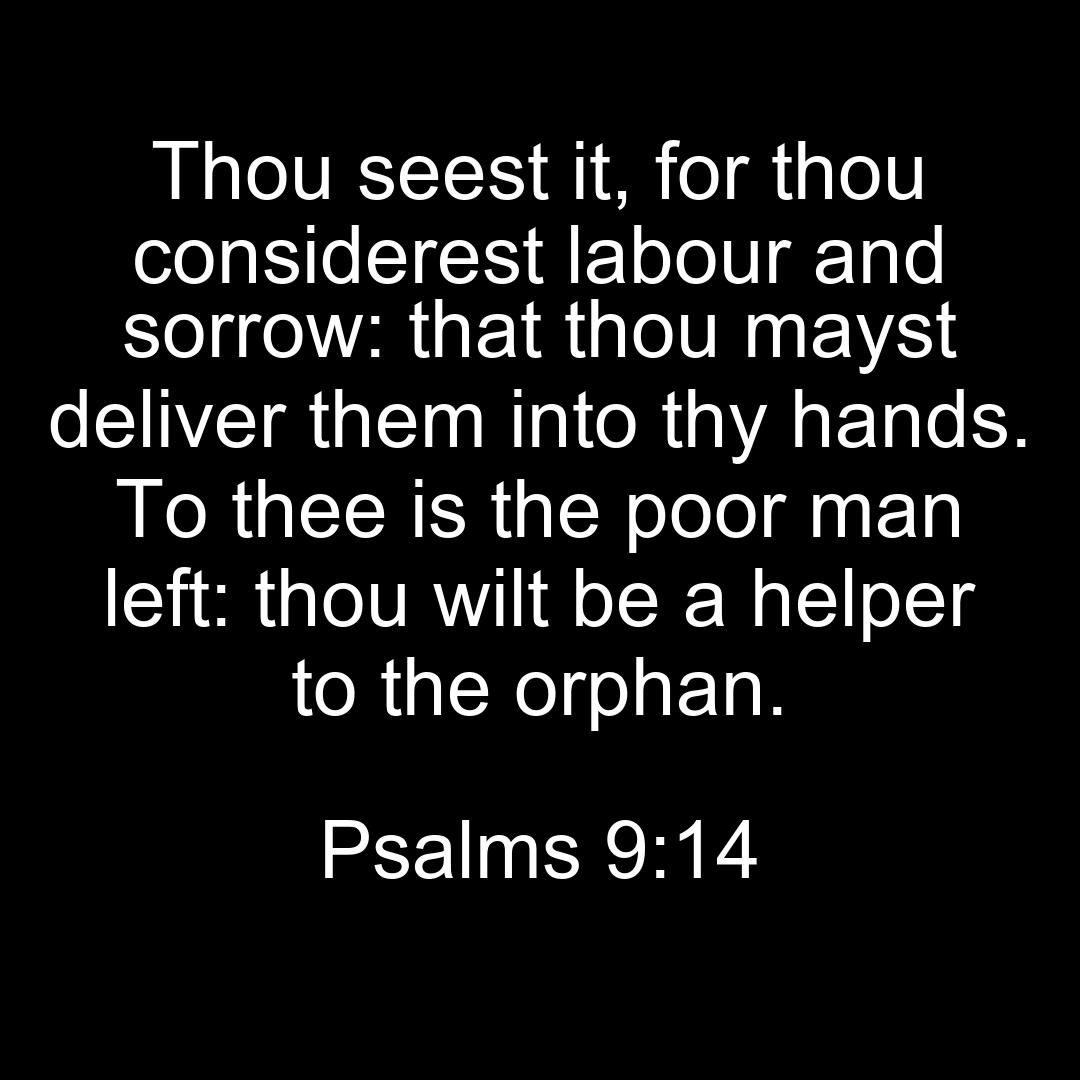 Thou seest it, for thou
considerest labour and
sorrow: that thou mayst
deliver them into thy hands.
To thee is the poor man
left: thou wilt be a helper
to the orphan.
Psalms 9:14